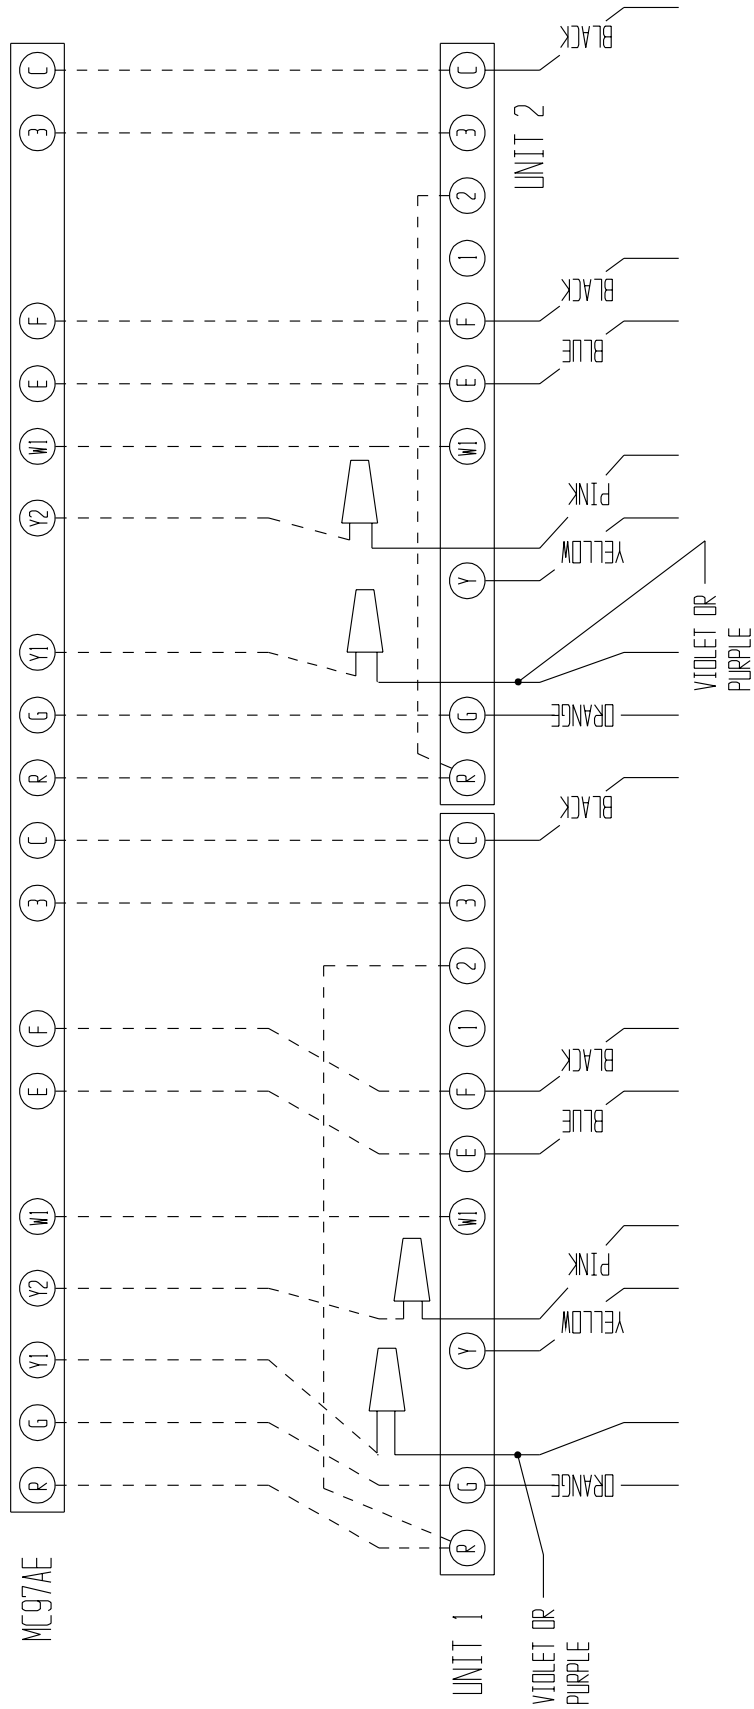 MC97AE
R
G
Y1
Y2
W1
E
F
3
C
R
G
Y1
Y2
W1
E
F
3
C
UNIT 1
R
G
Y
W1
E
F
1
2
3
C
R
G
Y
W1
E
F
1
2
3
C
UNIT 2
VIOLET OR
PURPLE
ORANGE
YELLOW
PINK
BLUE
BLACK
BLACK
ORANGE
VIOLET OR
PURPLE
YELLOW
PINK
BLUE
BLACK
BLACK